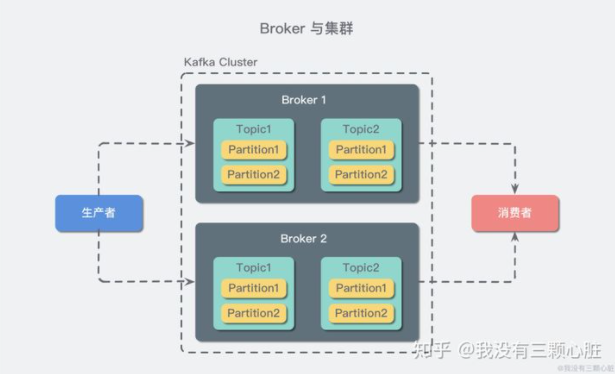 Broker 与集群
Kafka Cluster
Broker 1
Topic1
Partition1
Partition2
Topic2
Partition1
Partition2
生产者
消费者
Broker 2
Topic1
Partition1
Partition2
Topic2
Partition1
Partition2
知乎 @我没有三颗心脏
@我没有三颗心脏